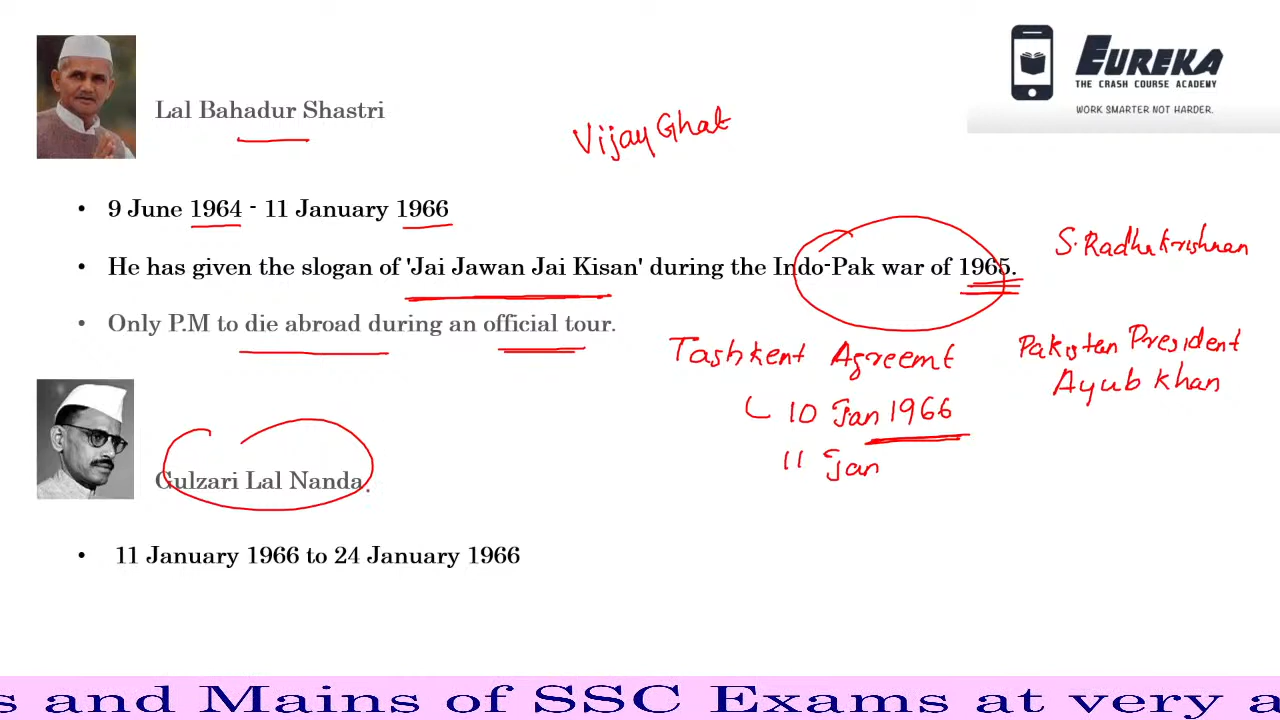 EUREKA
THE CRASH COURSE ACADEMY
WORK SMARTER NOT HARDER.
Lal Bahadur Shastri
Vijay Ghat
• 9 June 1964 - 11 January 1966
• He has given the slogan of 'Jai Jawan Jai Kisan' during the Indo-Pak war of 1965.
S. Radhakrishnan
• Only P.M to die abroad during an official tour.
Tashkent Agreemt
Pakistan President
Ayub Khan
10 Jan 1966
11 Jan
Gulzari Lal Nanda.
• 11 January 1966 to 24 January 1966
s and Mains of SSC Exams at very a